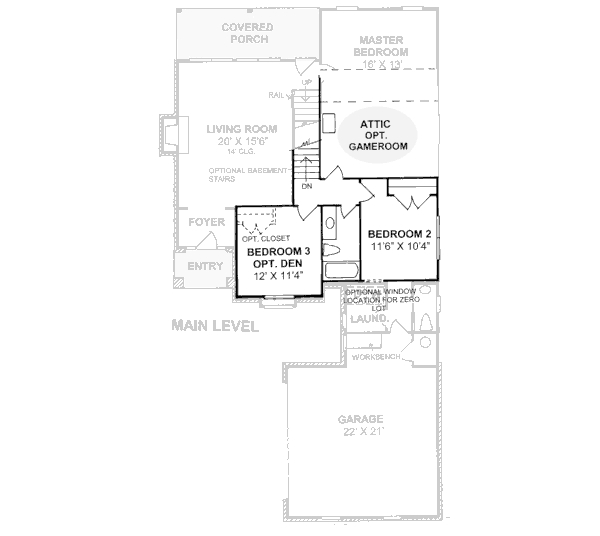 COVERED
PORCH
MASTER
BEDROOM
16' X 13'
RAIL
LIVING ROOM
20' X 15'6"
14' CLG.
ATTIC
OPT.
GAMEROOM
OPTIONAL BASEMENT
STAIRS
DN
FOYER
OPT. CLOSET
BEDROOM 3
OPT. DEN
12' X 11'4"
BEDROOM 2
11'6" X 10'4"
ENTRY
OPTIONAL WINDOW
LOCATION FOR ZERO
LOT
LAUND.
MAIN LEVEL
WORKBENCH
GARAGE
22' X 21'